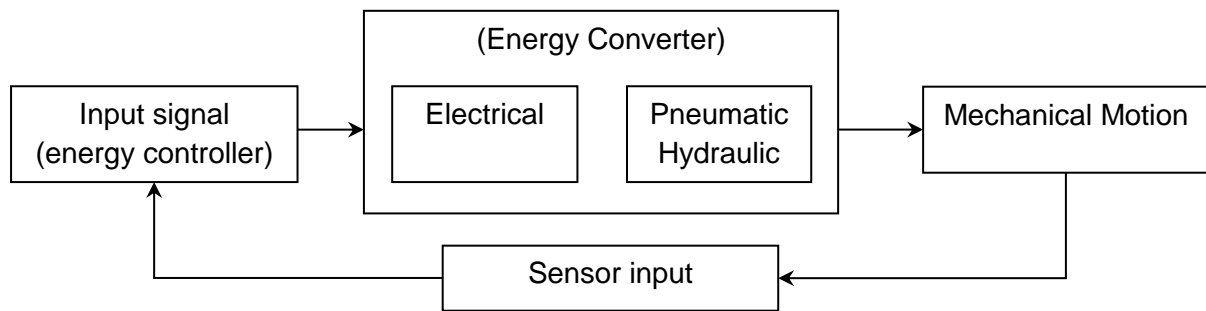 (Energy Converter)
Input signal
(energy controller)
Electrical
Pneumatic
Hydraulic
Mechanical Motion
Sensor input